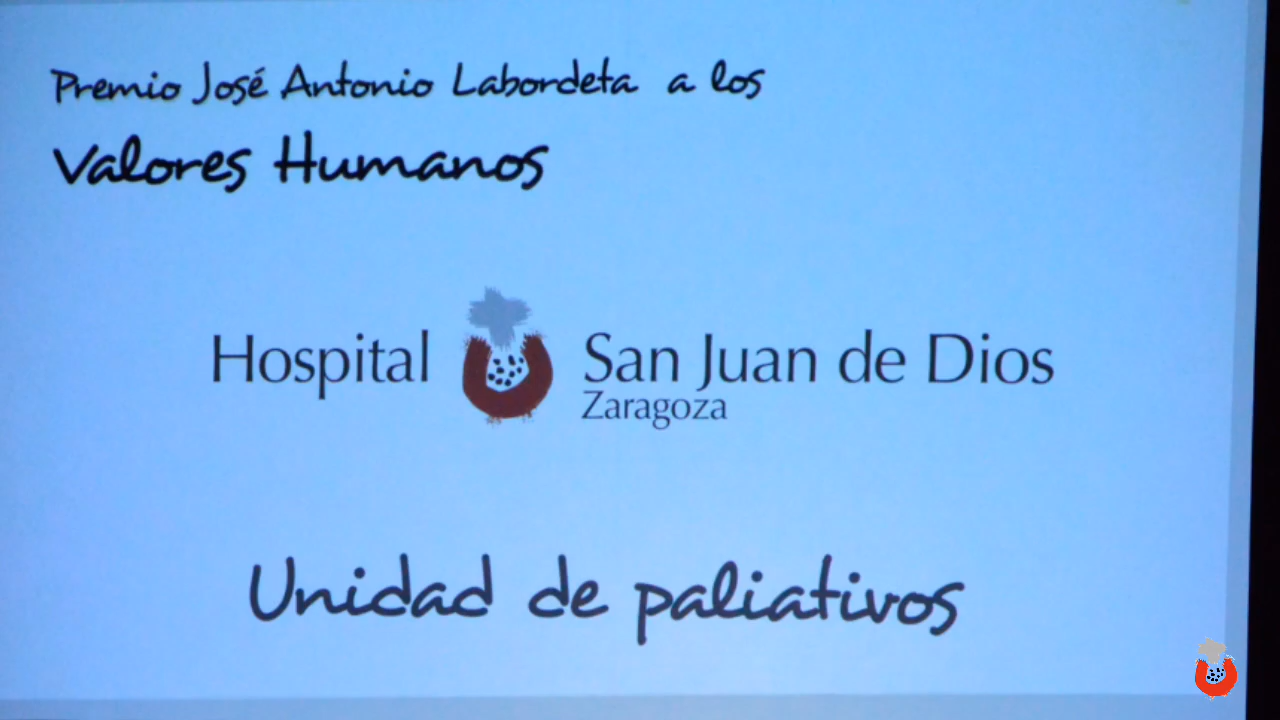 Premio José Antonio Labordeta a los
Valores Humanos
Hospital San Juan de Dios
Zaragoza
Unidad de paliativos